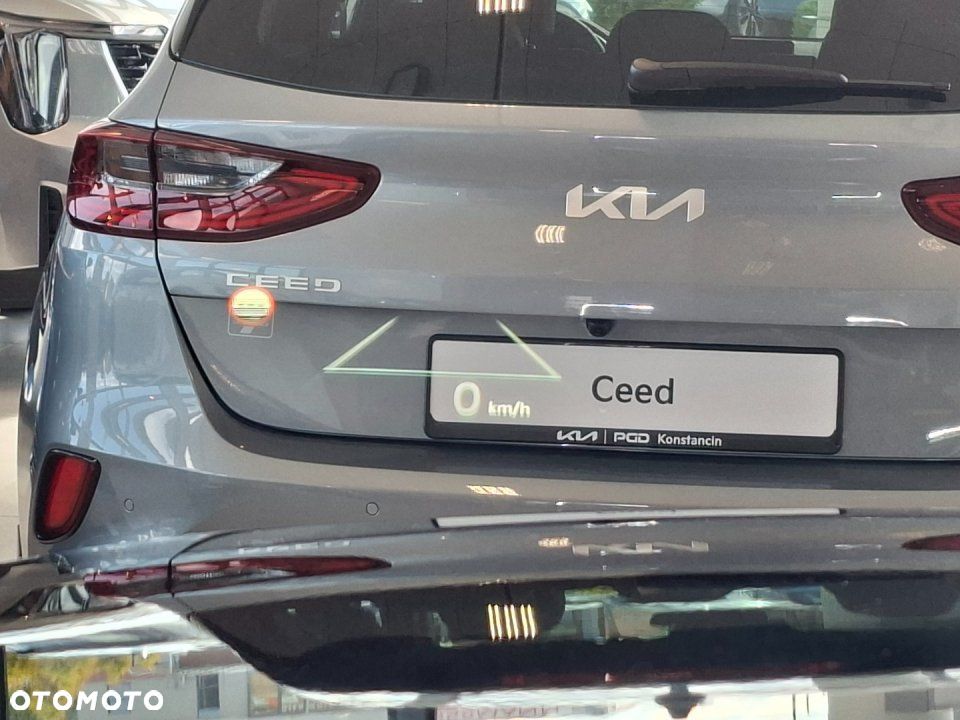 KIA
CEED
Ceed
0 km/h
KIA | PGD Konstancin
OTOMOTO